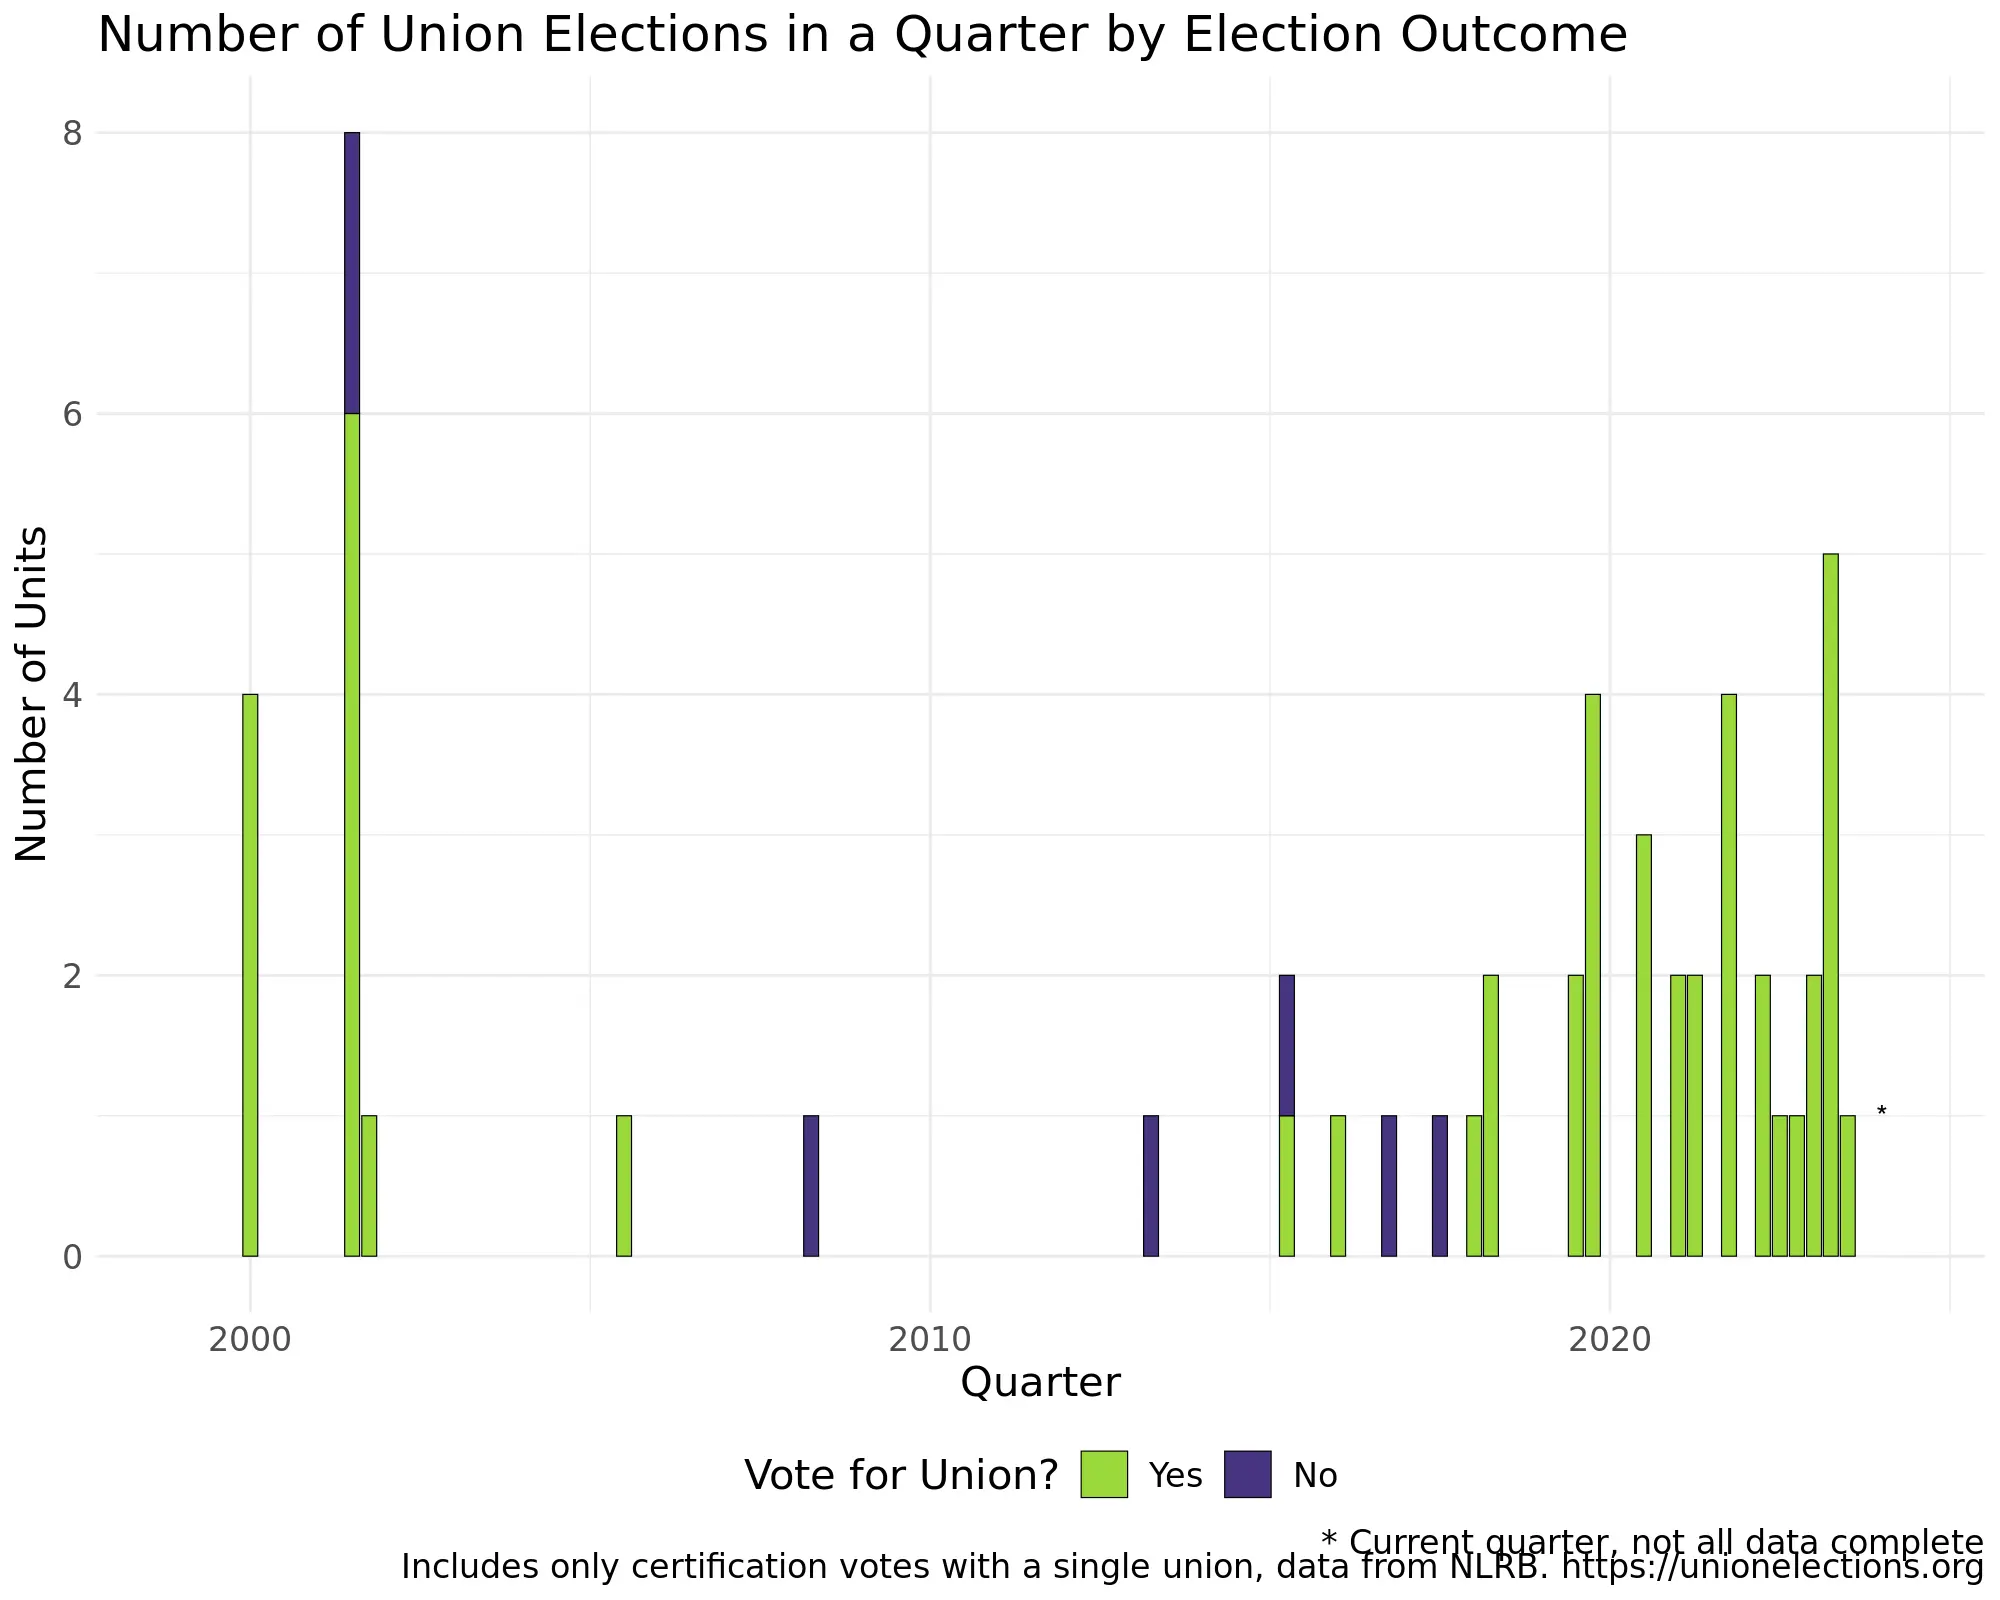 Number of Union Elections in a Quarter by Election Outcome
8
6
4
2
0
Number of Units
*
2000 2010 2020
Quarter
Vote for Union? Yes No
* Current quarter, not all data complete
Includes only certification votes with a single union, data from NLRB. https://unionelections.org